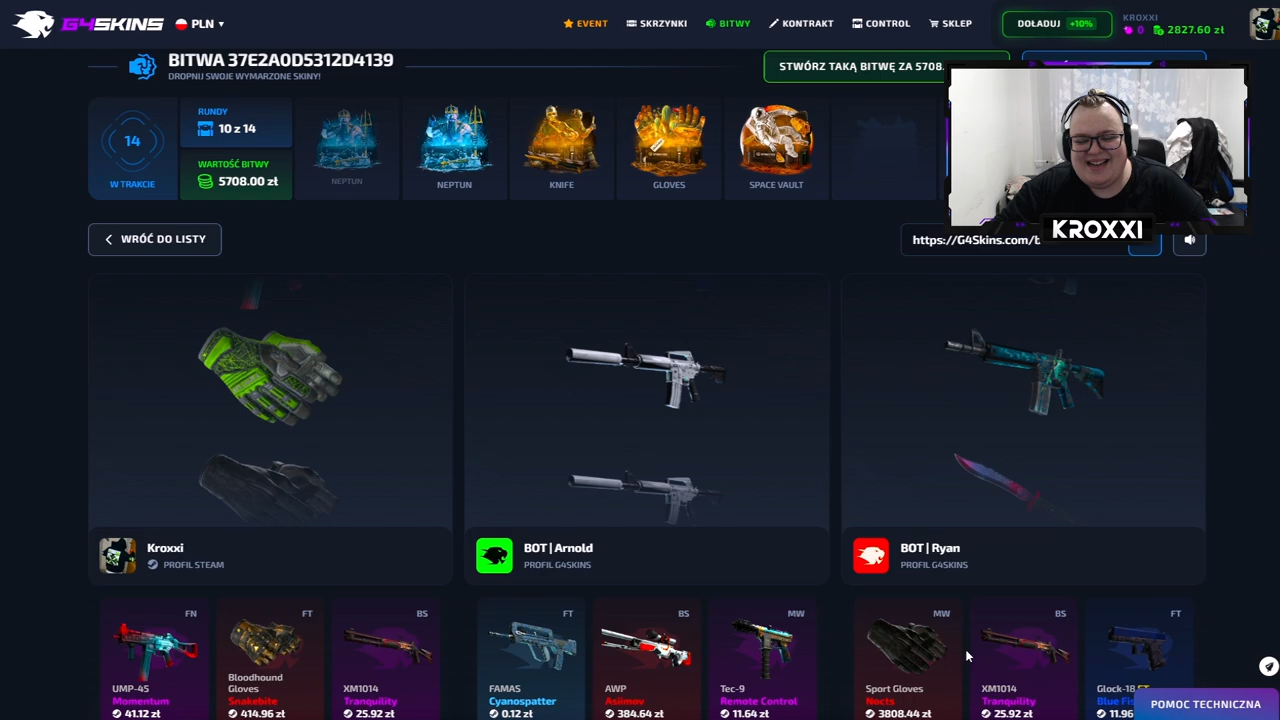 G4SKINS
PLN
EVENT
SKRZYNKI
BITWY
KONTRAKT
CONTROL
SKLEP
DOŁADUJ +10%
KROXXI
0 2827.60 zł
BITWA 37E2A0D5312D4139
DROPNIJ SWOJE WYMARZONE SKINY!
STWÓRZ TAKĄ BITWĘ ZA 5708.
14
W TRAKCIE
RUNDY
10 z 14
WARTOŚĆ BITWY
5708.00 zł
NEPTUN
NEPTUN
KNIFE
GLOVES
SPACE VAULT
KROXXI
WRÓĆ DO LISTY
https://G4Skins.com/b
Kroxxi
PROFIL STEAM
BOT | Arnold
PROFIL G4SKINS
BOT | Ryan
PROFIL G4SKINS
FN
UMP-45
Momentum
41.12 zł
FT
Bloodhound
Gloves
Snakebite
414.96 zł
BS
XM1014
Tranquility
25.92 zł
FT
FAMAS
Cyanospatter
0.12 zł
BS
AWP
Asiimov
384.64 zł
MW
Tec-9
Remote Control
11.64 zł
MW
Sport Gloves
Nocts
3808.44 zł
BS
XM1014
Tranquility
25.92 zł
FT
Glock-18 ST
Blue Fis
11.96
POMOC TECHNICZNA